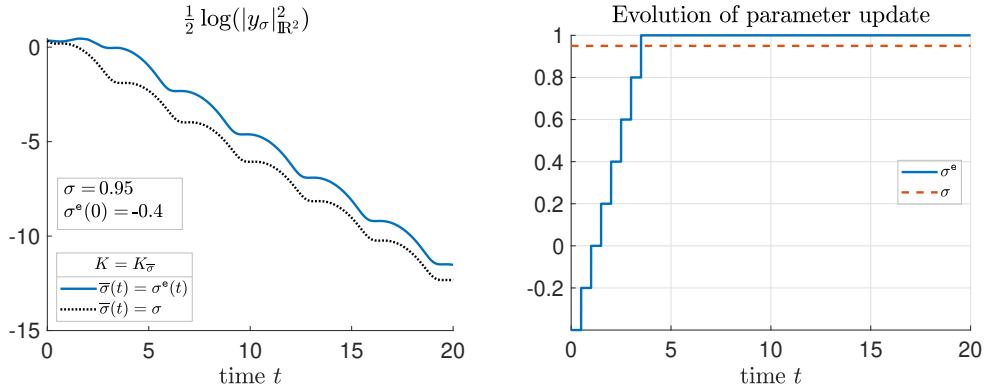 ½ log(|y_σ|²_ℝ²)
0
-5
-10
-15
0
5
10
15
20
time t
σ = 0.95
σᵉ(0) = -0.4
K = K_σ̅
σ̅(t) = σᵉ(t)
σ̅(t) = σ
Evolution of parameter update
1
0.8
0.6
0.4
0.2
0
-0.2
0
5
10
15
20
time t
σᵉ
σ